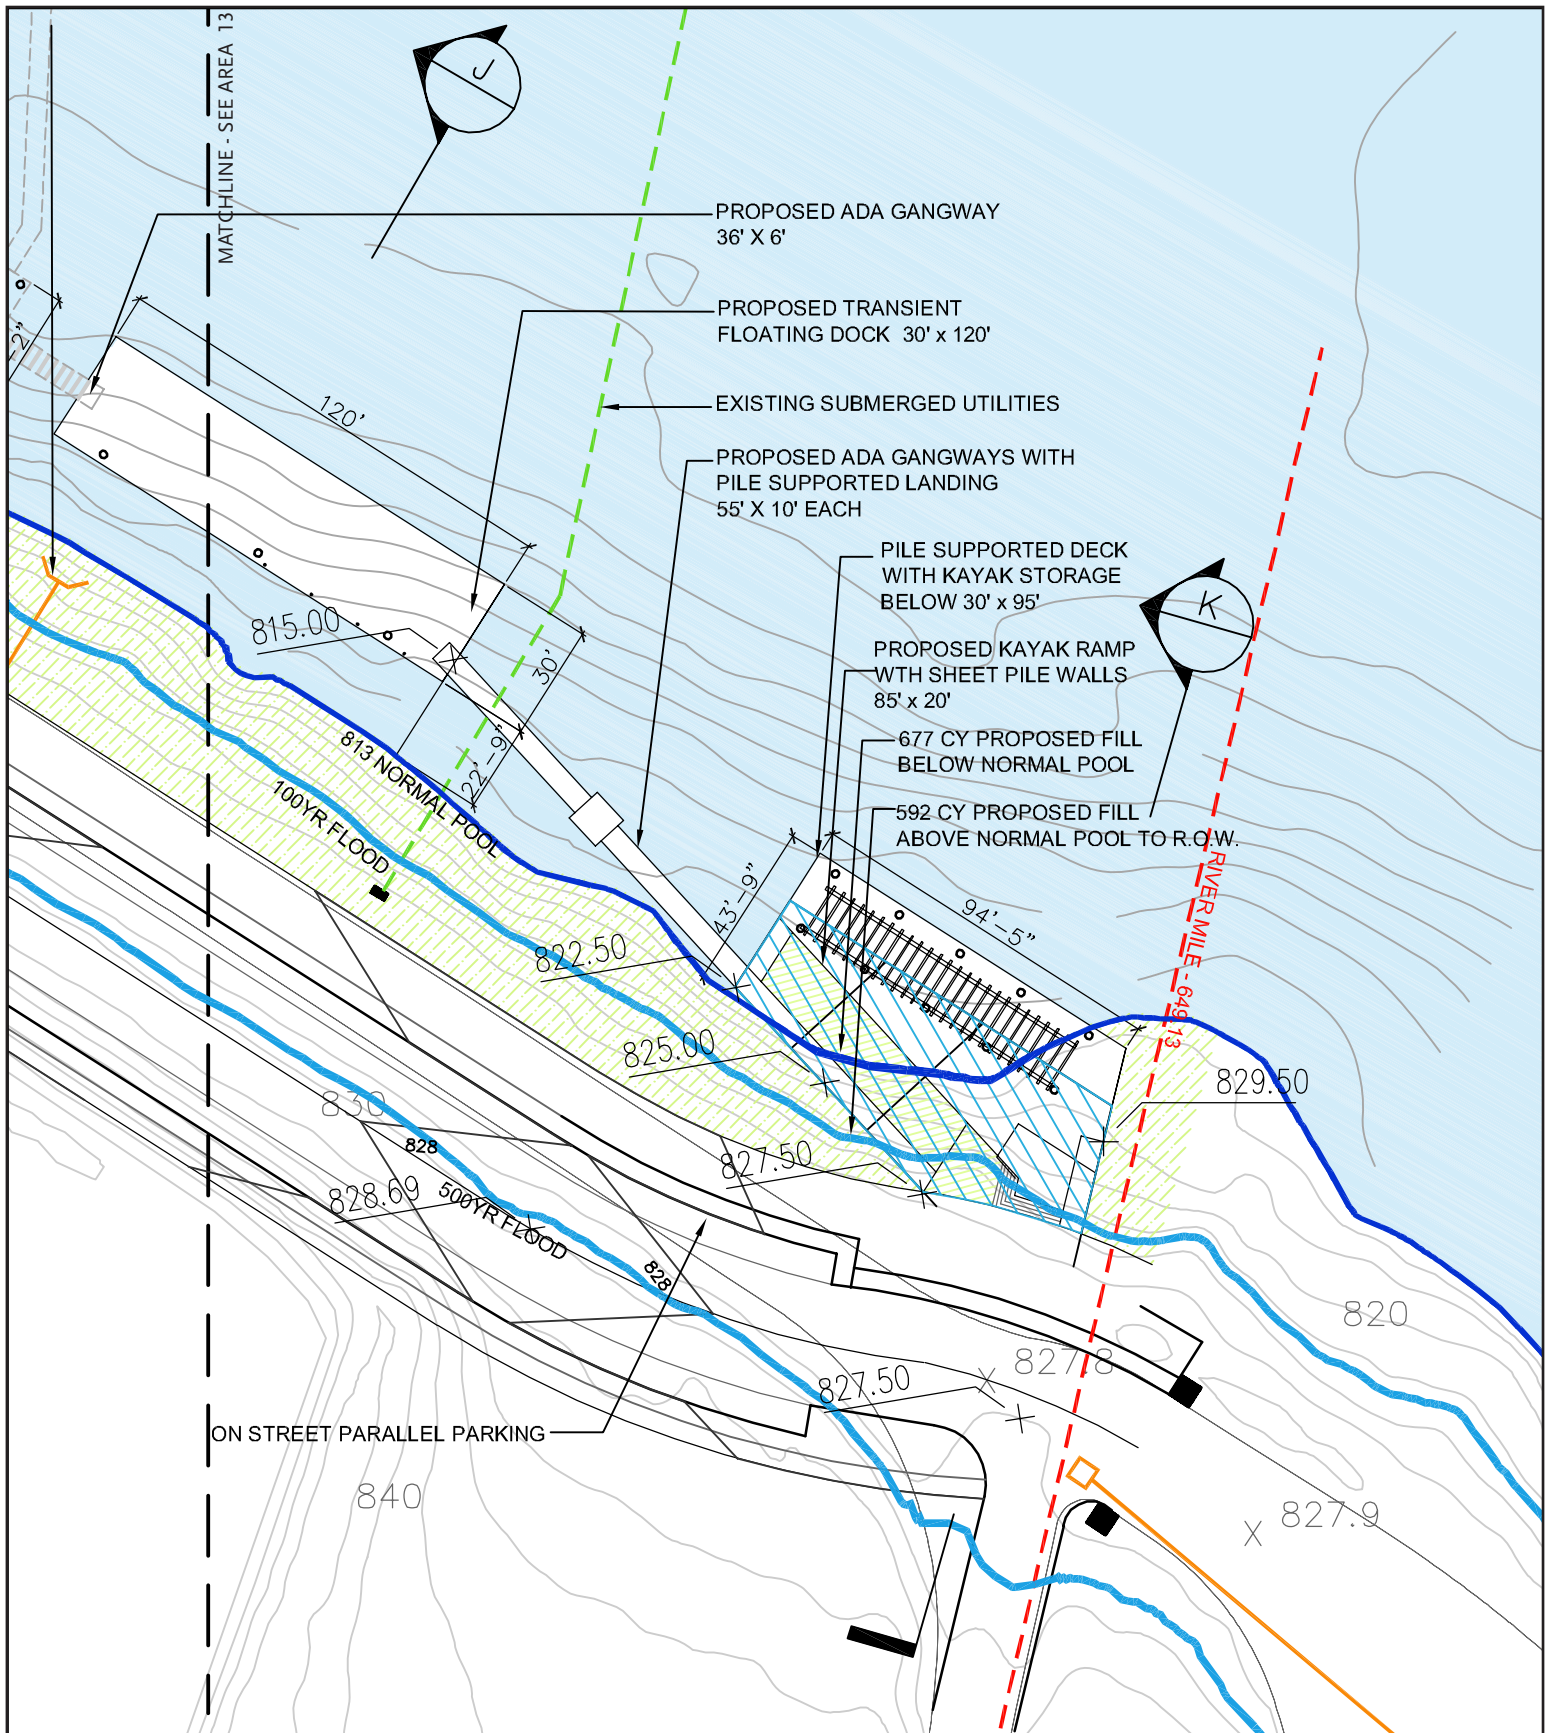 MATCHLINE - SEE AREA 13
J
PROPOSED ADA GANGWAY
36' X 6'
PROPOSED TRANSIENT
FLOATING DOCK 30' x 120'
120'
EXISTING SUBMERGED UTILITIES
PROPOSED ADA GANGWAYS WITH
PILE SUPPORTED LANDING
55' X 10' EACH
PILE SUPPORTED DECK
WITH KAYAK STORAGE
BELOW 30' x 95'
K
PROPOSED KAYAK RAMP
WTH SHEET PILE WALLS
85' x 20'
815.00
30'
22'-9"
677 CY PROPOSED FILL
BELOW NORMAL POOL
592 CY PROPOSED FILL
ABOVE NORMAL POOL TO R.O.W.
813 NORMAL POOL
100YR FLOOD
43'-9"
94'-5"
RIVER MILE - 649.13
822.50
825.00
829.50
830
828
827.50
828.69
500YR FLOOD
828
820
827.8
827.50
ON STREET PARALLEL PARKING
840
827.9